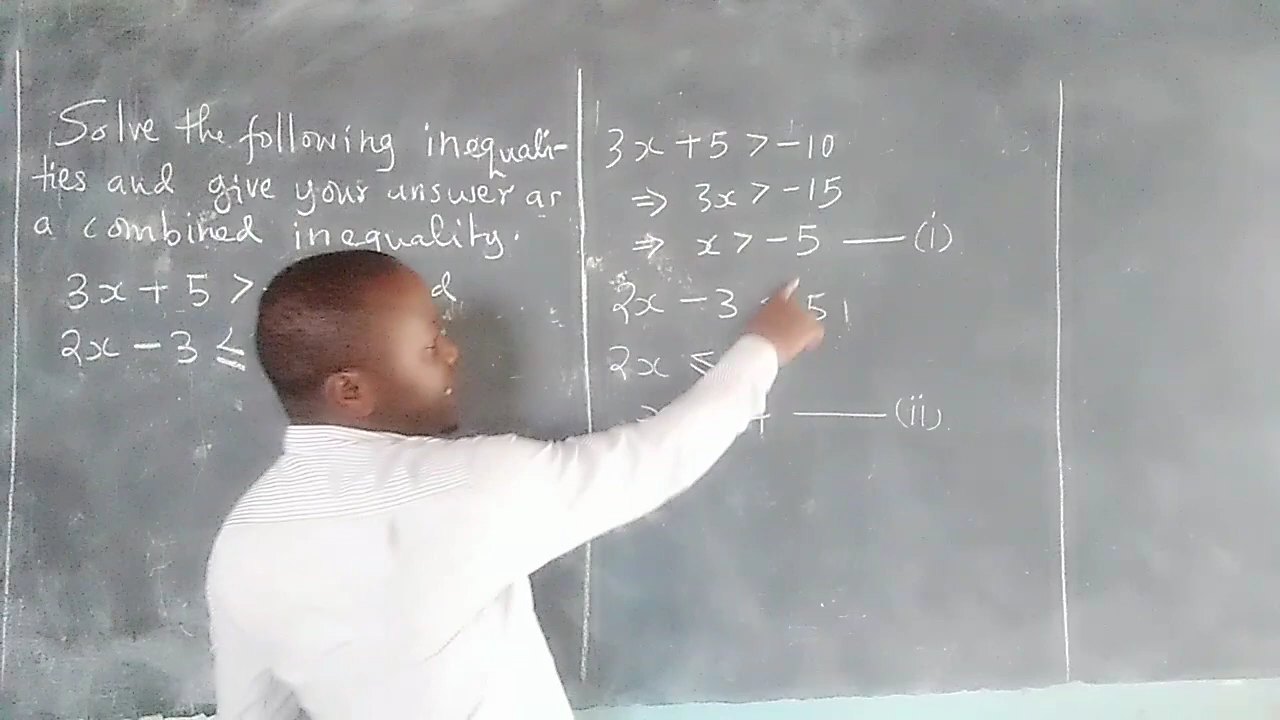 Solve the following inequali-
ties and give your answer as
a combined inequality.
3x + 5 > -
2x - 3 ≤
3x + 5 > -10
⇒ 3x > -15
⇒ x > -5 —— (i)
2x - 3 5
2x ≤
—— (ii)